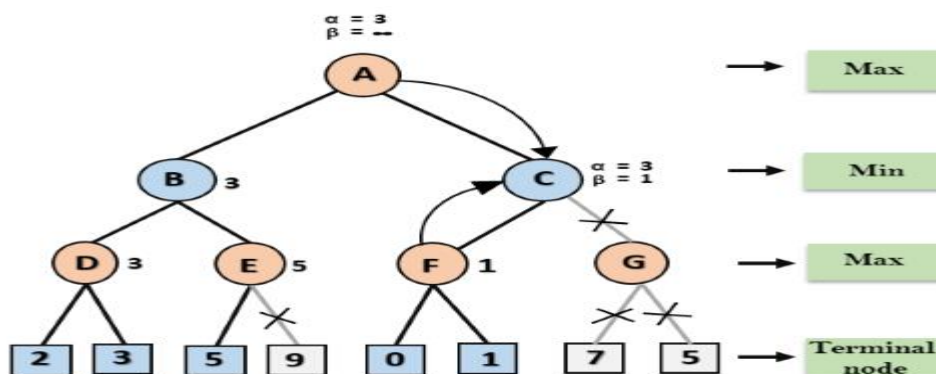 α = 3
β = ∞
A
Max
B
3
C
α = 3
β = 1
Min
D
3
E
5
F
1
G
Max
2
3
5
9
0
1
7
5
Terminal
node